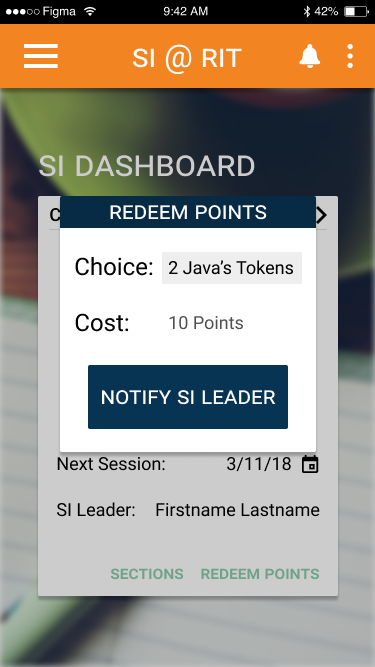 Figma 9:42 AM 42%
SI @ RIT
SI DASHBOARD
C
REDEEM POINTS
Choice: 2 Java’s Tokens
Cost: 10 Points
NOTIFY SI LEADER
Next Session: 3/11/18
SI Leader: Firstname Lastname
SECTIONS REDEEM POINTS